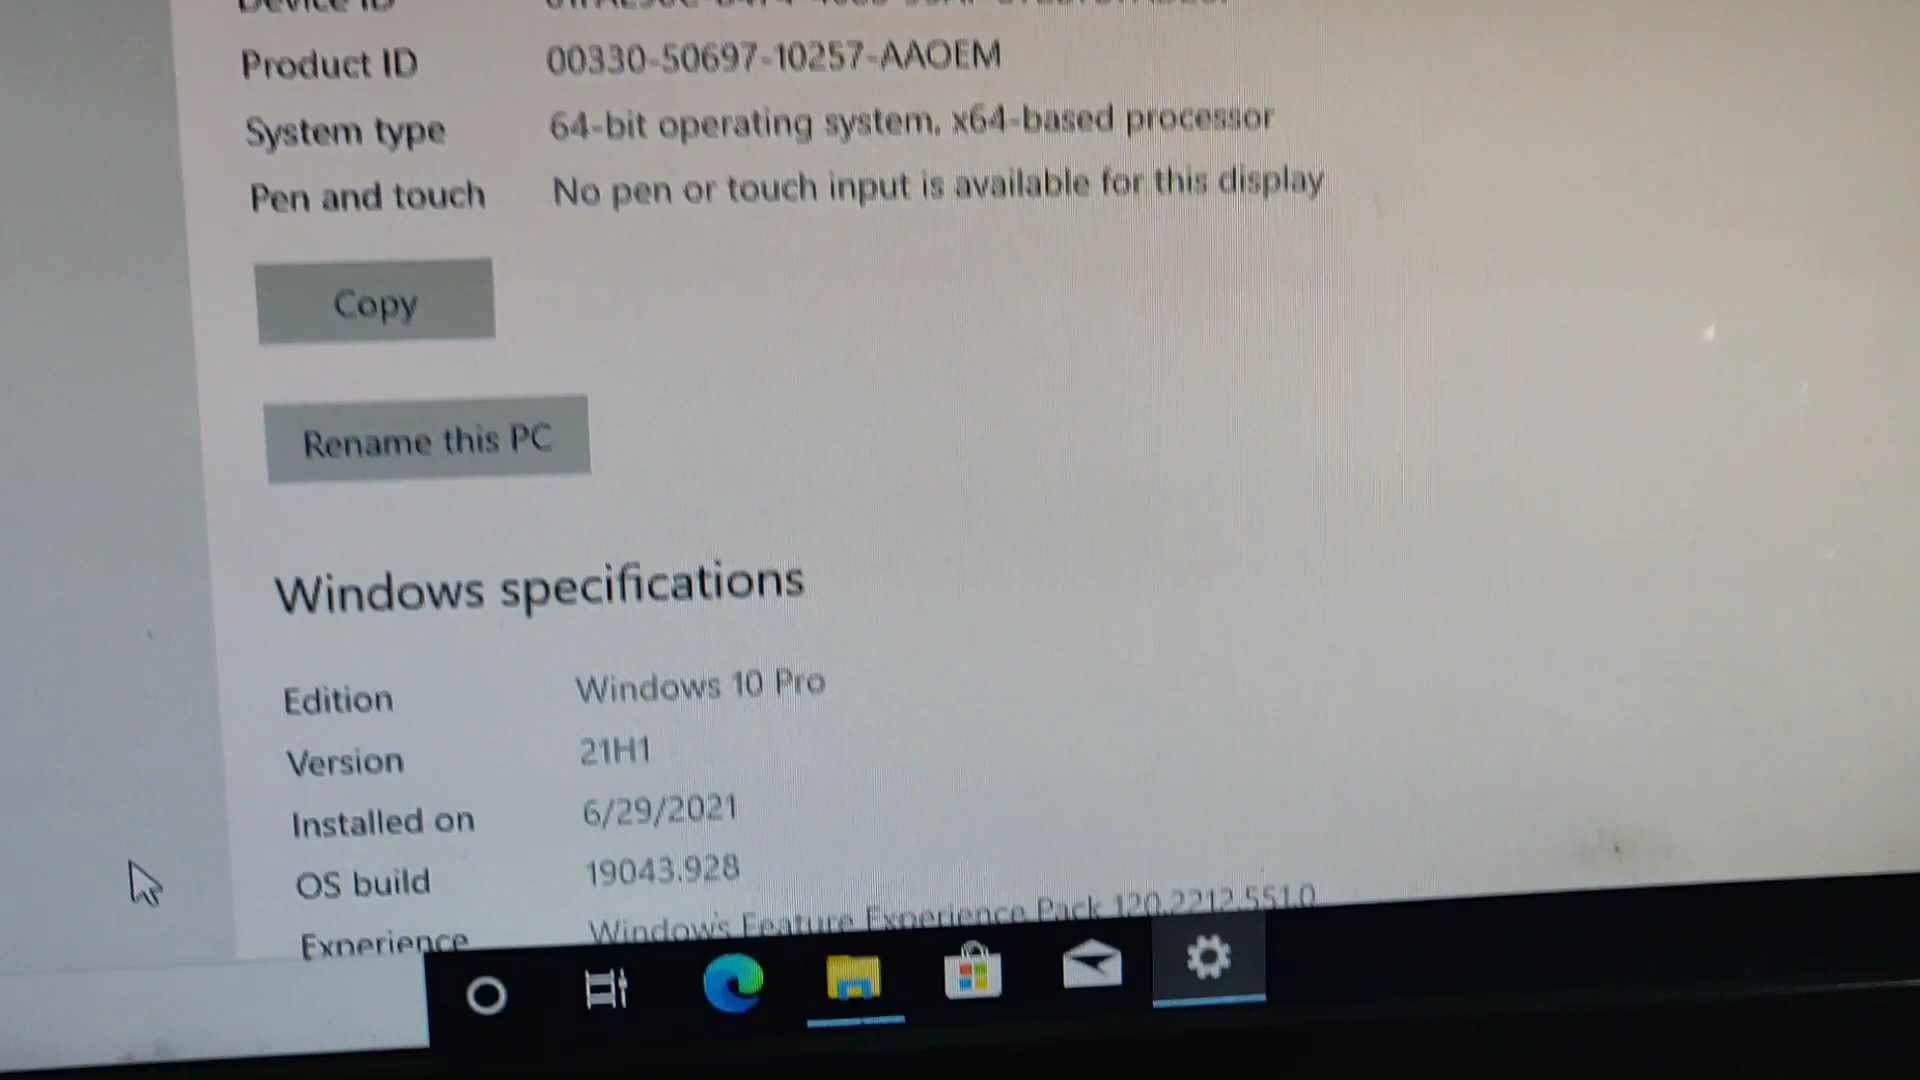 Device ID
Product ID 00330-50697-10257-AAOEM
System type 64-bit operating system, x64-based processor
Pen and touch No pen or touch input is available for this display
Copy
Rename this PC
Windows specifications
Edition Windows 10 Pro
Version 21H1
Installed on 6/29/2021
OS build 19043.928
Experience Windows Feature Experience Pack 120.2212.551.0